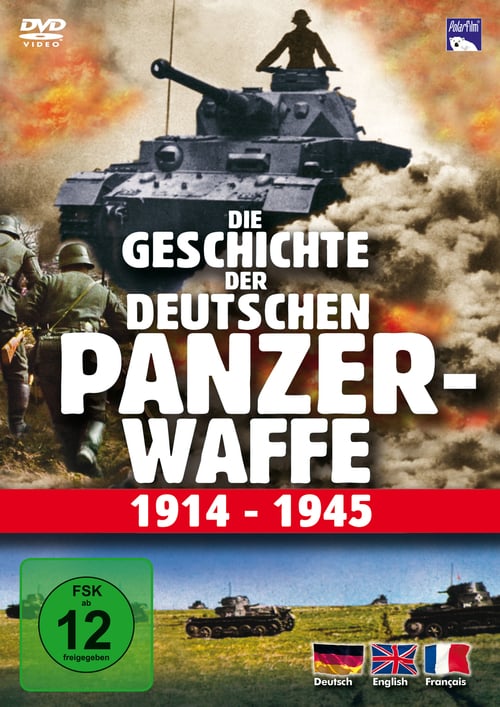 DVD
VIDEO
Polarfilm
DIE
GESCHICHTE
DER
DEUTSCHEN
PANZER-
WAFFE
1914 - 1945
FSK
ab
12
freigegeben
Deutsch English Français